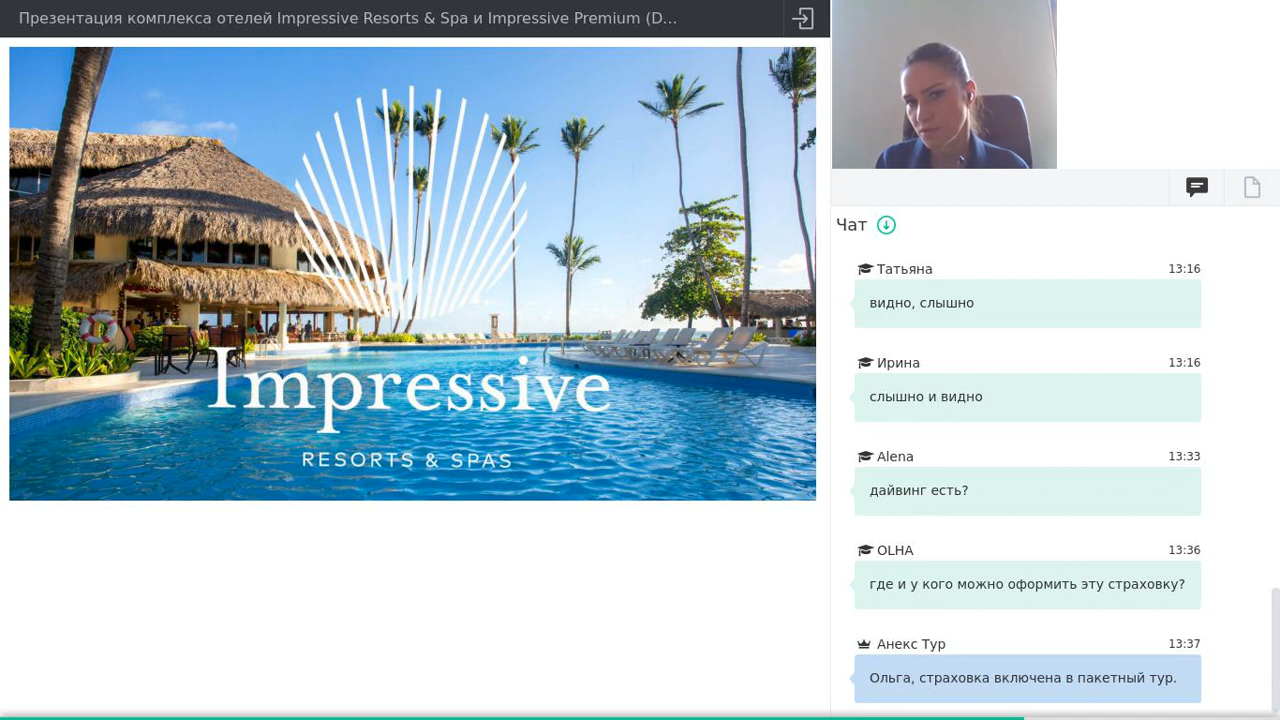 Презентация комплекса отелей Impressive Resorts & Spa и Impressive Premium (D...
Impressive
RESORTS & SPAS
Чат
Татьяна 13:16
видно, слышно
Ирина 13:16
слышно и видно
Alena 13:33
дайвинг есть?
OLHA 13:36
где и у кого можно оформить эту страховку?
Анекс Тур 13:37
Ольга, страховка включена в пакетный тур.